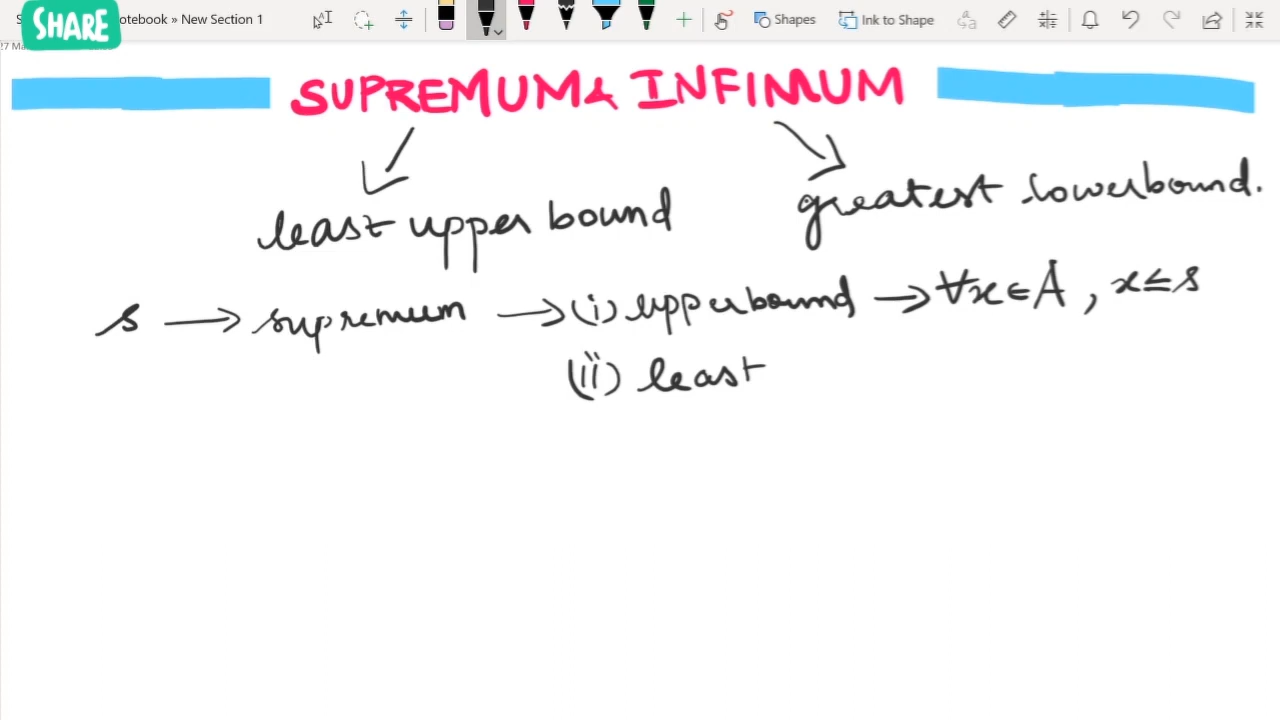 SHARE
otebook » New Section 1
Shapes
Ink to Shape
SUPREMUM & INFIMUM
least upper bound
greatest lowerbound.
s → supremum → (i) upperbound → ∀x ∈ A, x ≤ s
(ii) least